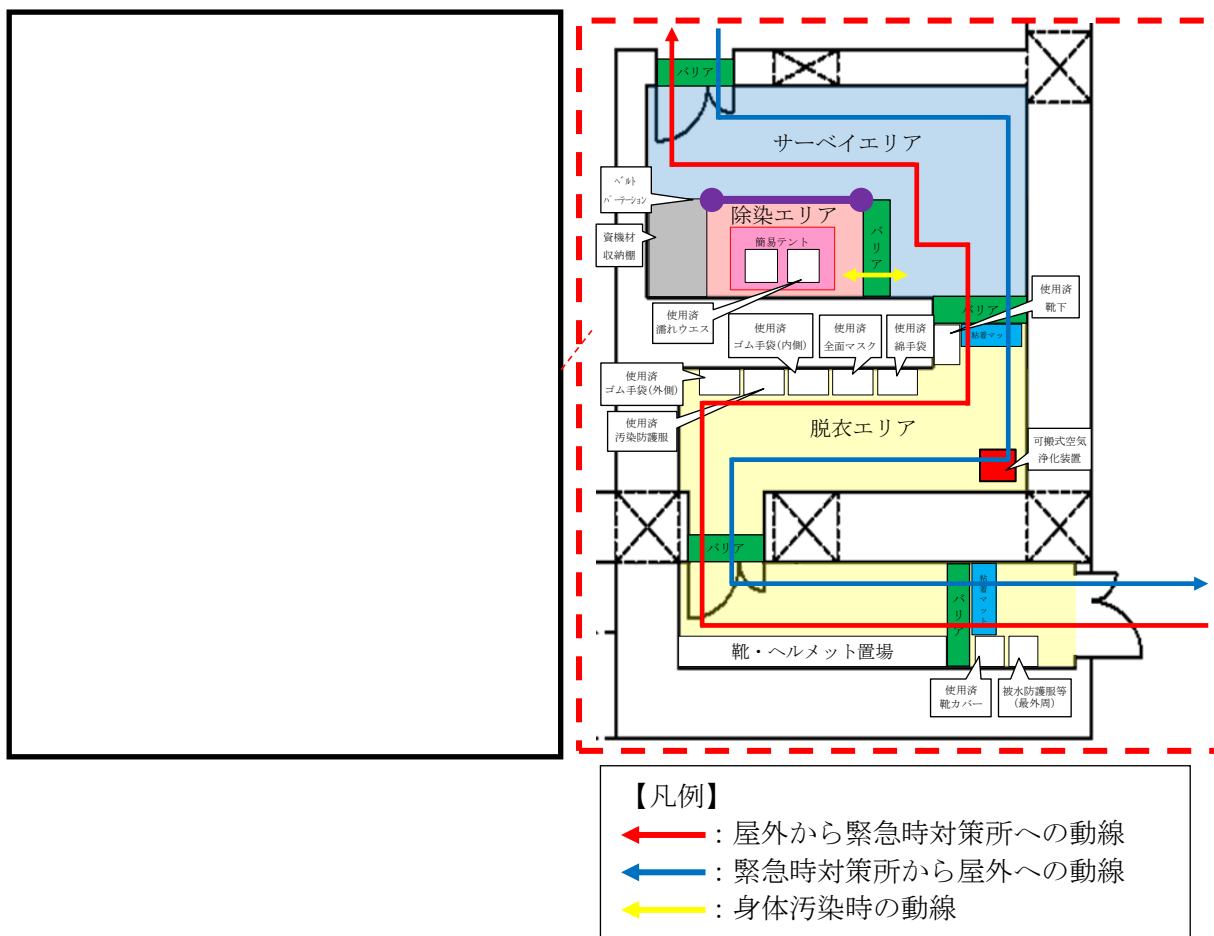 バリア
サーベイエリア
ベルト
パーテーション
除染エリア
資機材
収納棚
簡易テント
バリア
使用済
濡れウエス
使用済
靴下
バリア
粘着マッ
使用済
ゴム手袋(内側)
使用済
全面マスク
使用済
綿手袋
使用済
ゴム手袋(外側)
使用済
汚染防護服
脱衣エリア
可搬式空気
浄化装置
バリア
バリア
粘着マット
靴・ヘルメット置場
使用済
靴カバー
被水防護服等
(最外周)
【凡例】
:屋外から緊急時対策所への動線
:緊急時対策所から屋外への動線
:身体汚染時の動線